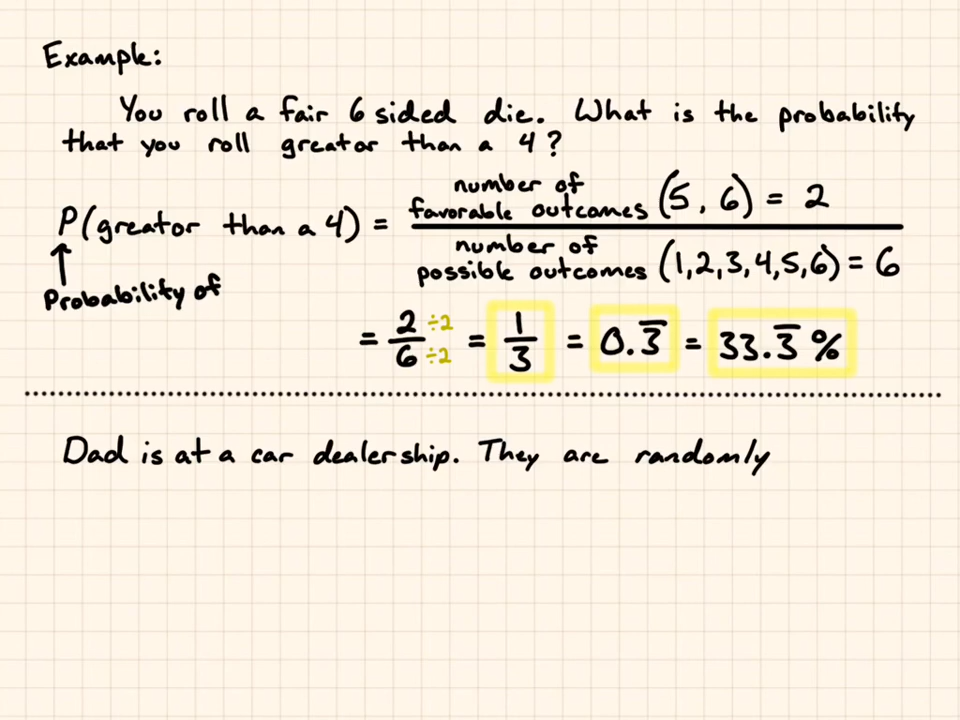 Example:
You roll a fair 6 sided die. What is the probability
that you roll greator than a 4?
P(greator than a 4) = number of favorable outcomes (5, 6) = 2
number of possible outcomes (1,2,3,4,5,6) = 6
Probability of
= 2/6 ÷2 ÷2 = 1/3 = 0.3̅ = 33.3̅ %
Dad is at a car dealership. They are randomly